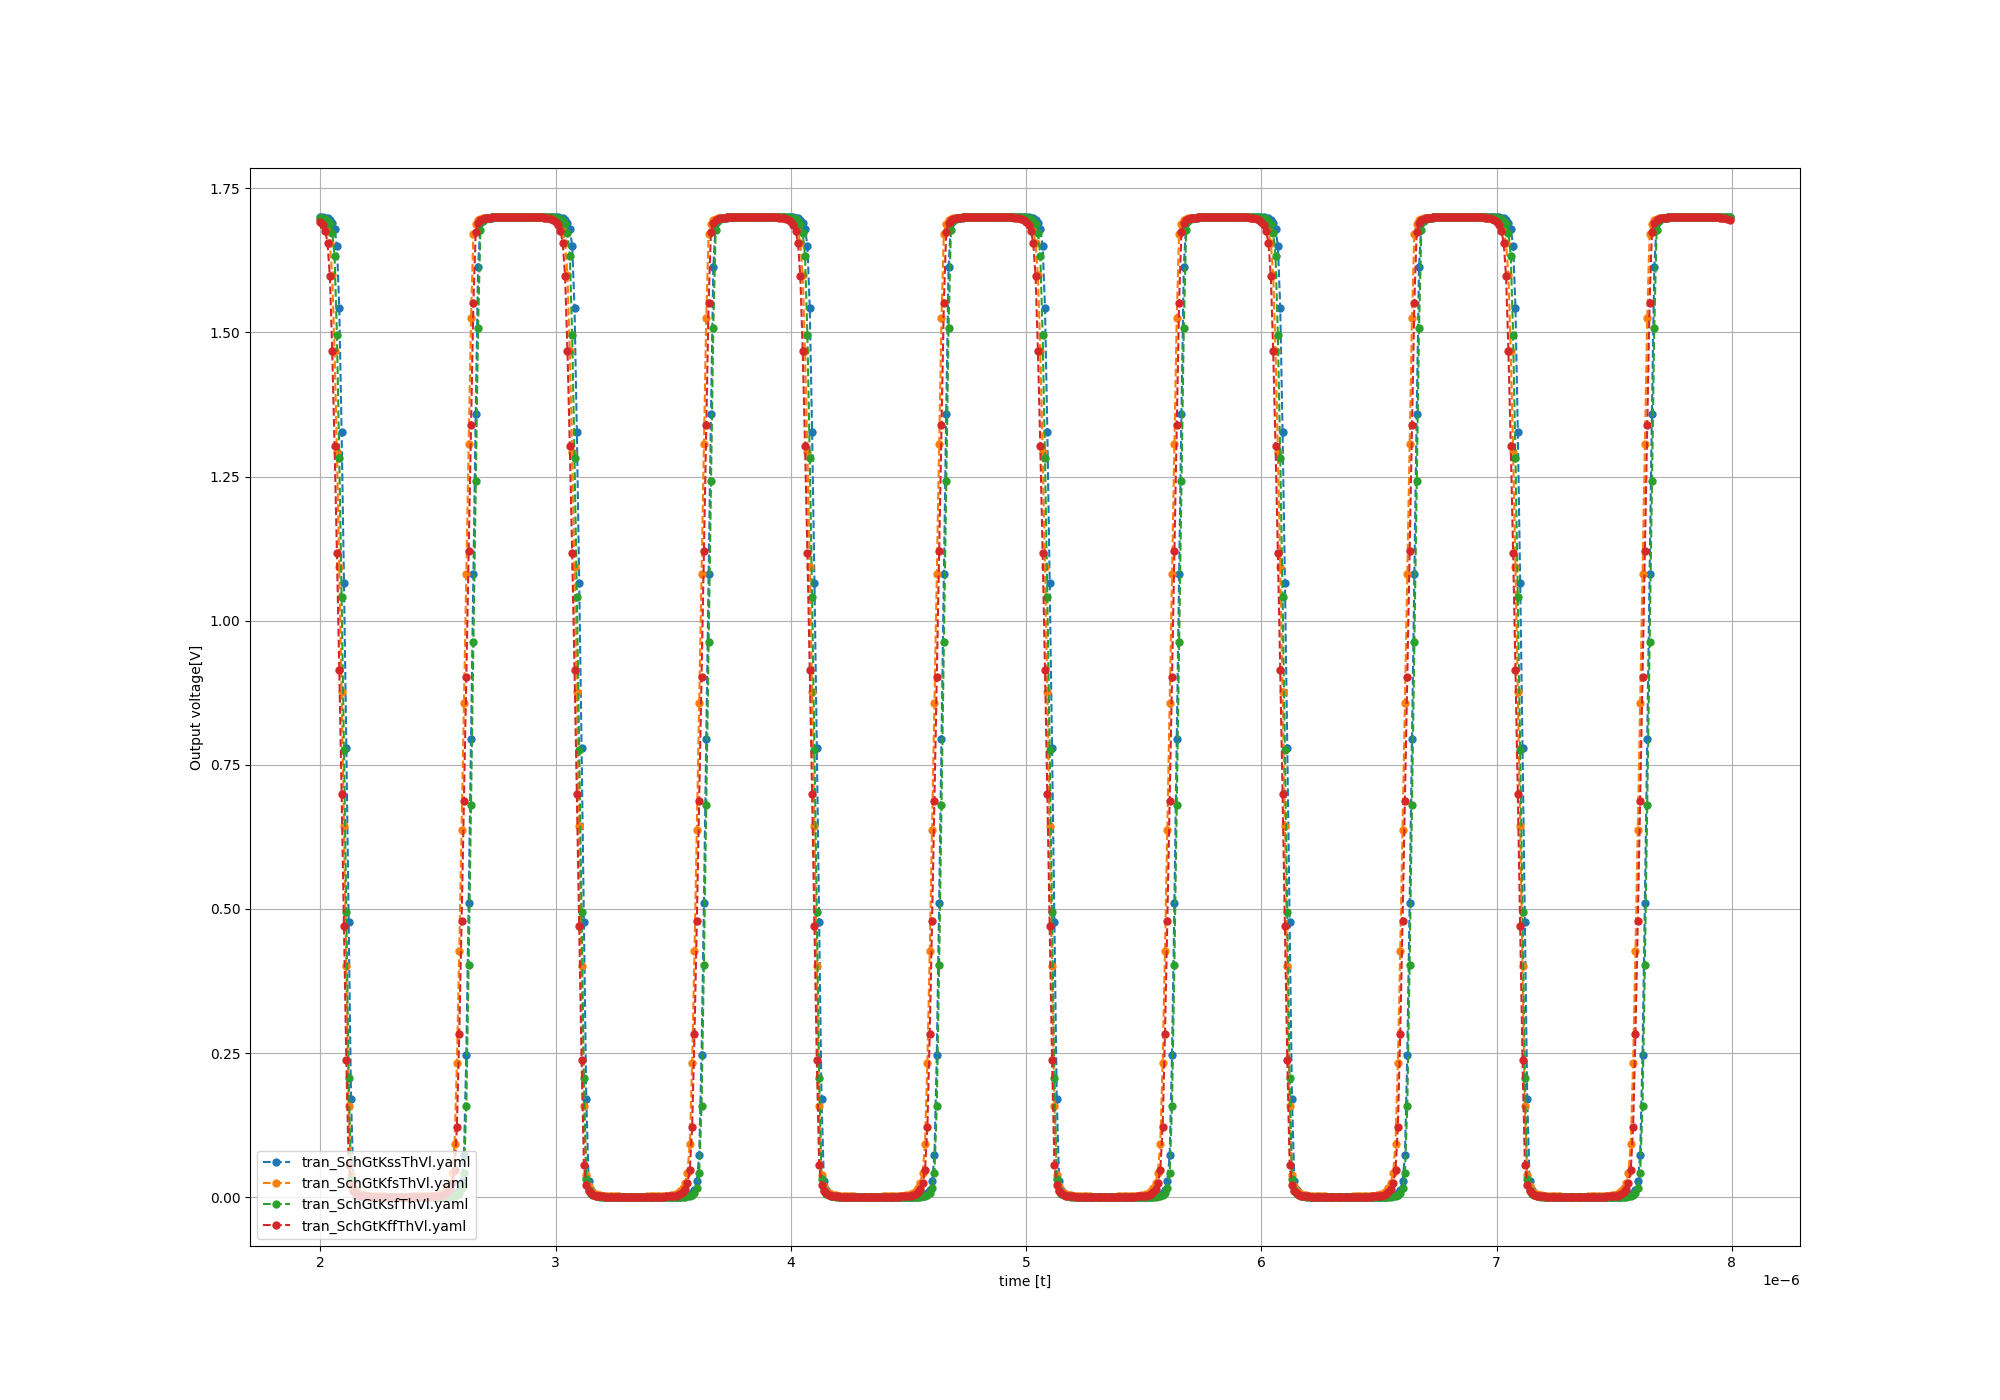 1.75
1.50
1.25
1.00
0.75
0.50
0.25
0.00
Output voltage[V]
tran_SchGtKssThVl.yaml
tran_SchGtKfsThVl.yaml
tran_SchGtKsfThVl.yaml
tran_SchGtKffThVl.yaml
2 3 4 5 6 7 8
time [t]
1e−6